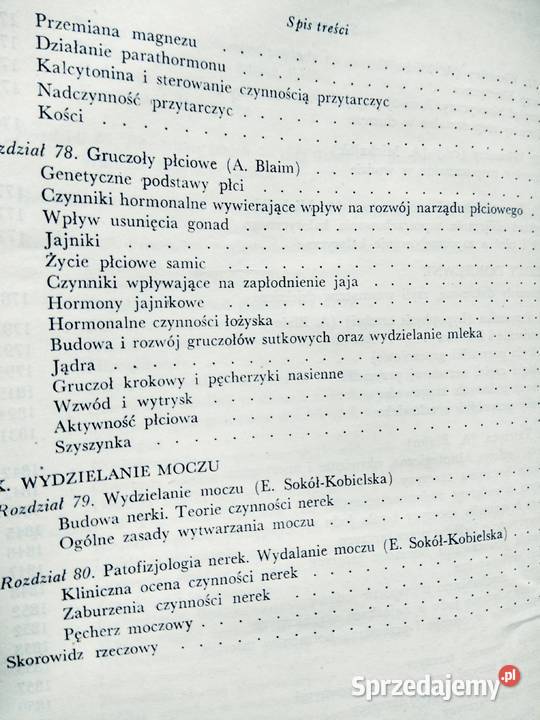 Spis treści
Przemiana magnezu
Działanie parathormonu
Kalcytonina i sterowanie czynnością przytarczyc
Nadczynność przytarczyc
Kości
zdział 78. Gruczoły płciowe (A. Blaim)
Genetyczne podstawy płci
Czynniki hormonalne wywierające wpływ na rozwój narządu płciowego
Wpływ usunięcia gonad
Jajniki
Życie płciowe samic
Czynniki wpływające na zapłodnienie jaja
Hormony jajnikowe
Hormonalne czynności łożyska
Budowa i rozwój gruczołów sutkowych oraz wydzielanie mleka
Jądra
Gruczoł krokowy i pęcherzyki nasienne
Wzwód i wytrysk
Aktywność płciowa
Szyszynka
X. WYDZIELANIE MOCZU
Rozdział 79. Wydzielanie moczu (E. Sokół-Kobielska)
Budowa nerki. Teorie czynności nerek
Ogólne zasady wytwarzania moczu
Rozdział 80. Patofizjologia nerek. Wydalanie moczu (E. Sokół-Kobielska)
Kliniczna ocena czynności nerek
Zaburzenia czynności nerek
Pęcherz moczowy
Skorowidz rzeczowy
Sprzedajemy.pl